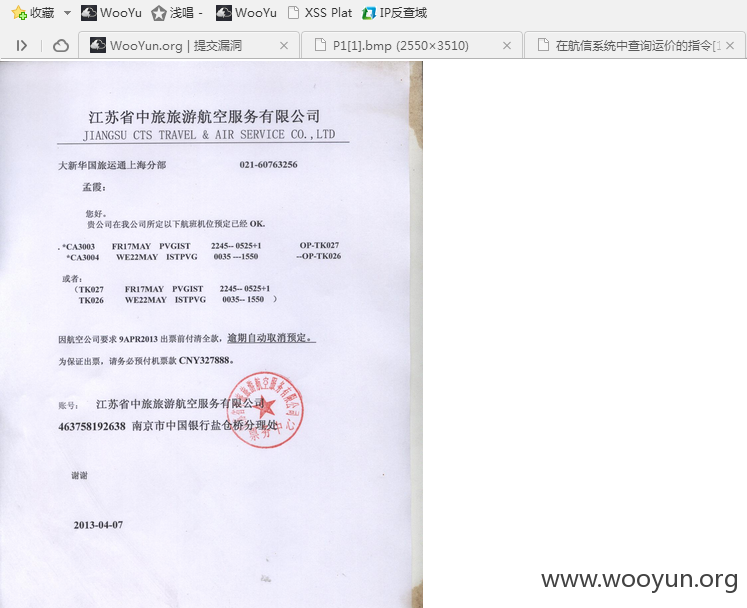 收藏 WooYu 浅唱 - WooYu XSS Plat IP反查域
WooYun.org | 提交漏洞 P1[1].bmp (2550×3510) 在航信系统中查询运价的指令[1
江苏省中旅旅游航空服务有限公司
JIANGSU CTS TRAVEL & AIR SERVICE CO.,LTD
大新华国旅运通上海分部 021-60763256
孟霞：
您好。
贵公司在我公司所定以下航班机位预定已经 OK.
. *CA3003 FR17MAY PVGIST 2245-- 0525+1 OP-TK027
*CA3004 WE22MAY ISTPVG 0035 ---1550 --OP-TK026
或者:
（TK027 FR17MAY PVGIST 2245-- 0525+1
TK026 WE22MAY ISTPVG 0035-- 1550 ）
因航空公司要求 9APR2013 出票前付清全款，逾期自动取消预定。
为保证出票，请务必预付机票款 CNY327888。
账号： 江苏省中旅旅游航空服务有限公司
463758192638 南京市中国银行盐仓桥分理处
票务中心
谢谢
2013-04-07
www.wooyun.org